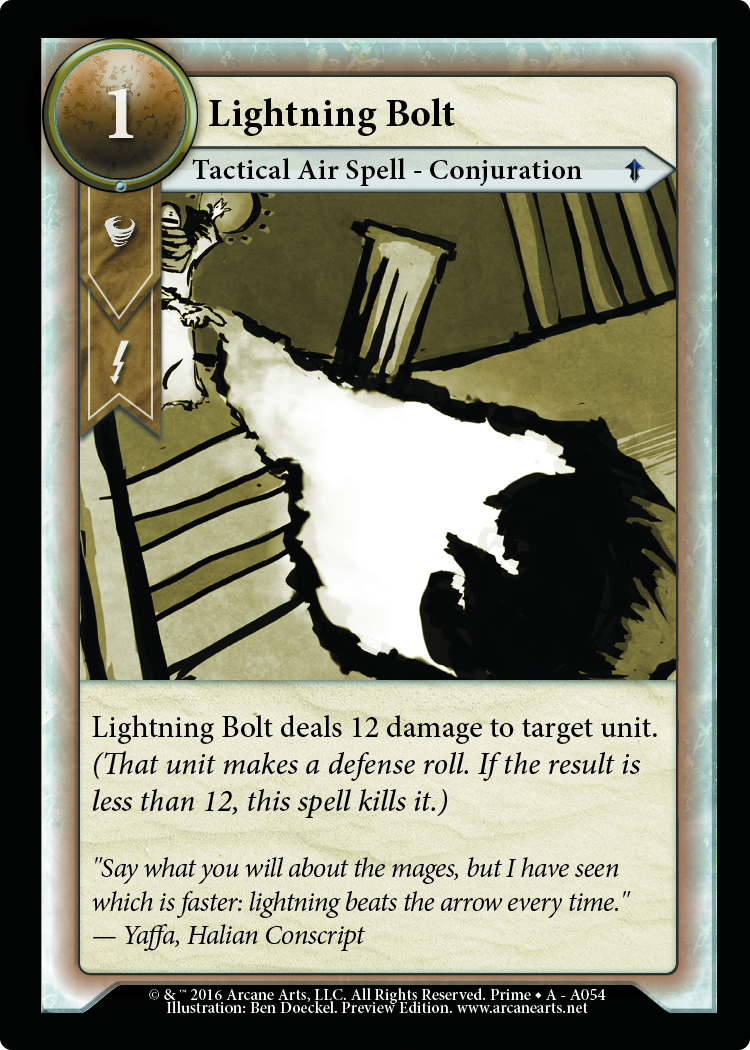 1
Lightning Bolt
Tactical Air Spell - Conjuration
Lightning Bolt deals 12 damage to target unit.
(That unit makes a defense roll. If the result is
less than 12, this spell kills it.)
"Say what you will about the mages, but I have seen
which is faster: lightning beats the arrow every time."
— Yaffa, Halian Conscript
© & ™ 2016 Arcane Arts, LLC. All Rights Reserved. Prime ♦ A - A054
Illustration: Ben Doeckel. Preview Edition. www.arcanearts.net